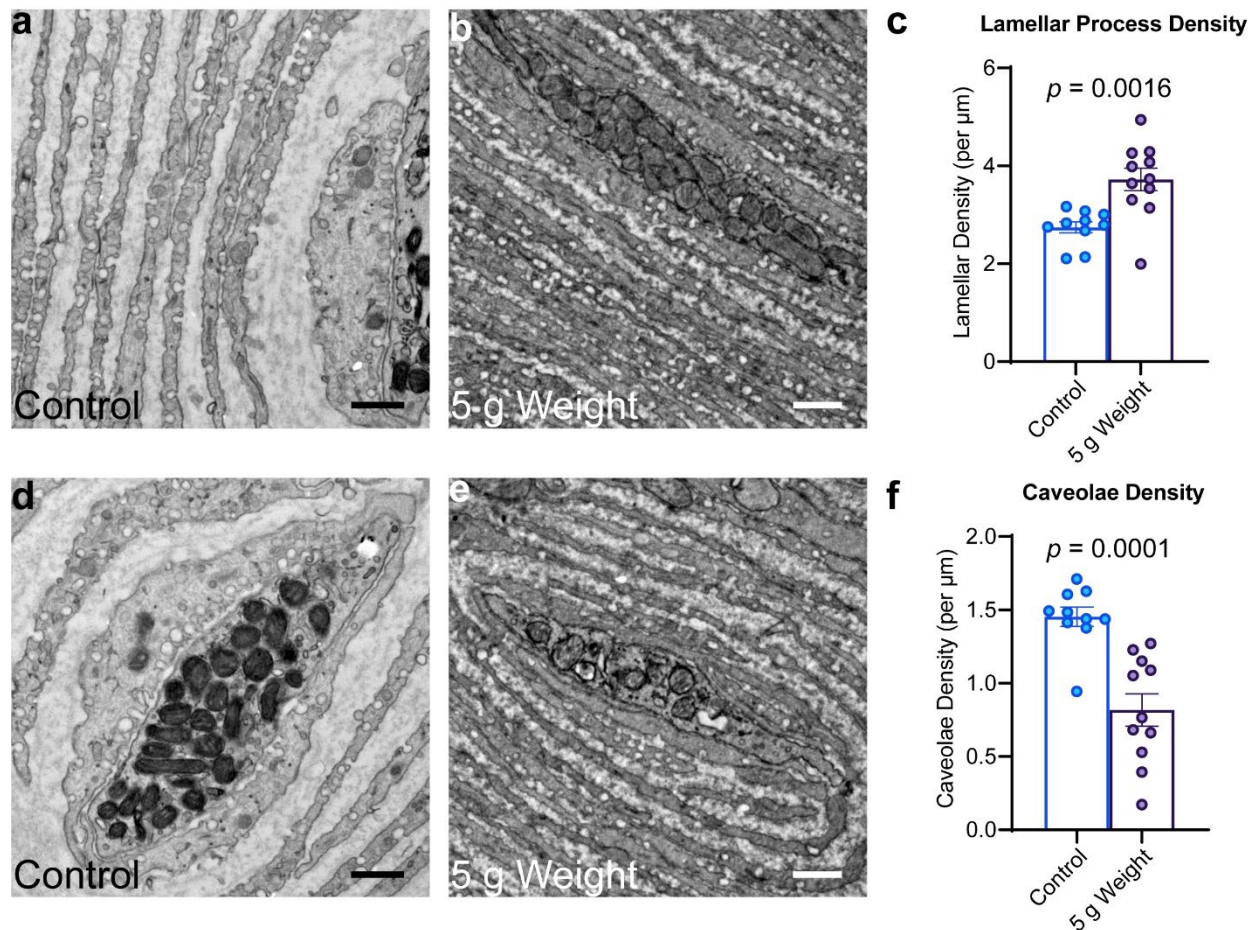 a
Control
b
5 g Weight
c
Lamellar Process Density
p = 0.0016
Lamellar Density (per μm)
6
4
2
0
Control
5 g Weight
d
Control
e
5 g Weight
f
Caveolae Density
p = 0.0001
Caveolae Density (per μm)
2.0
1.5
1.0
0.5
0.0
Control
5 g Weight